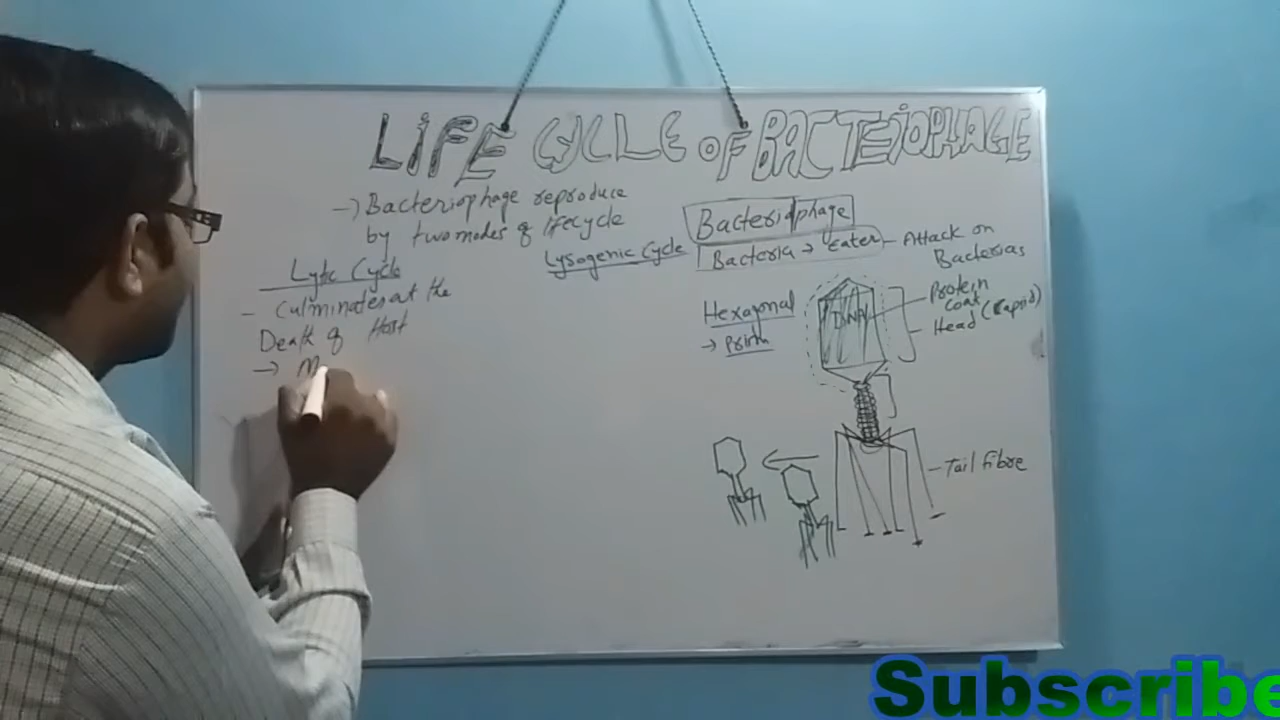 LIFE CYCLE OF BACTERIOPHAGE
-) Bacteriophage reproduce
by two modes of lifecycle
Lytic Cycle
- Culminates at the
Death of Host
→ M
Lysogenic Cycle
Bacteriophage
Bacteria → Eater - Attack on
Bacterias
Hexagonal
→ Prism
DNA
Protein
coat
Head (Capsid)
Tail fibre
Subscribe